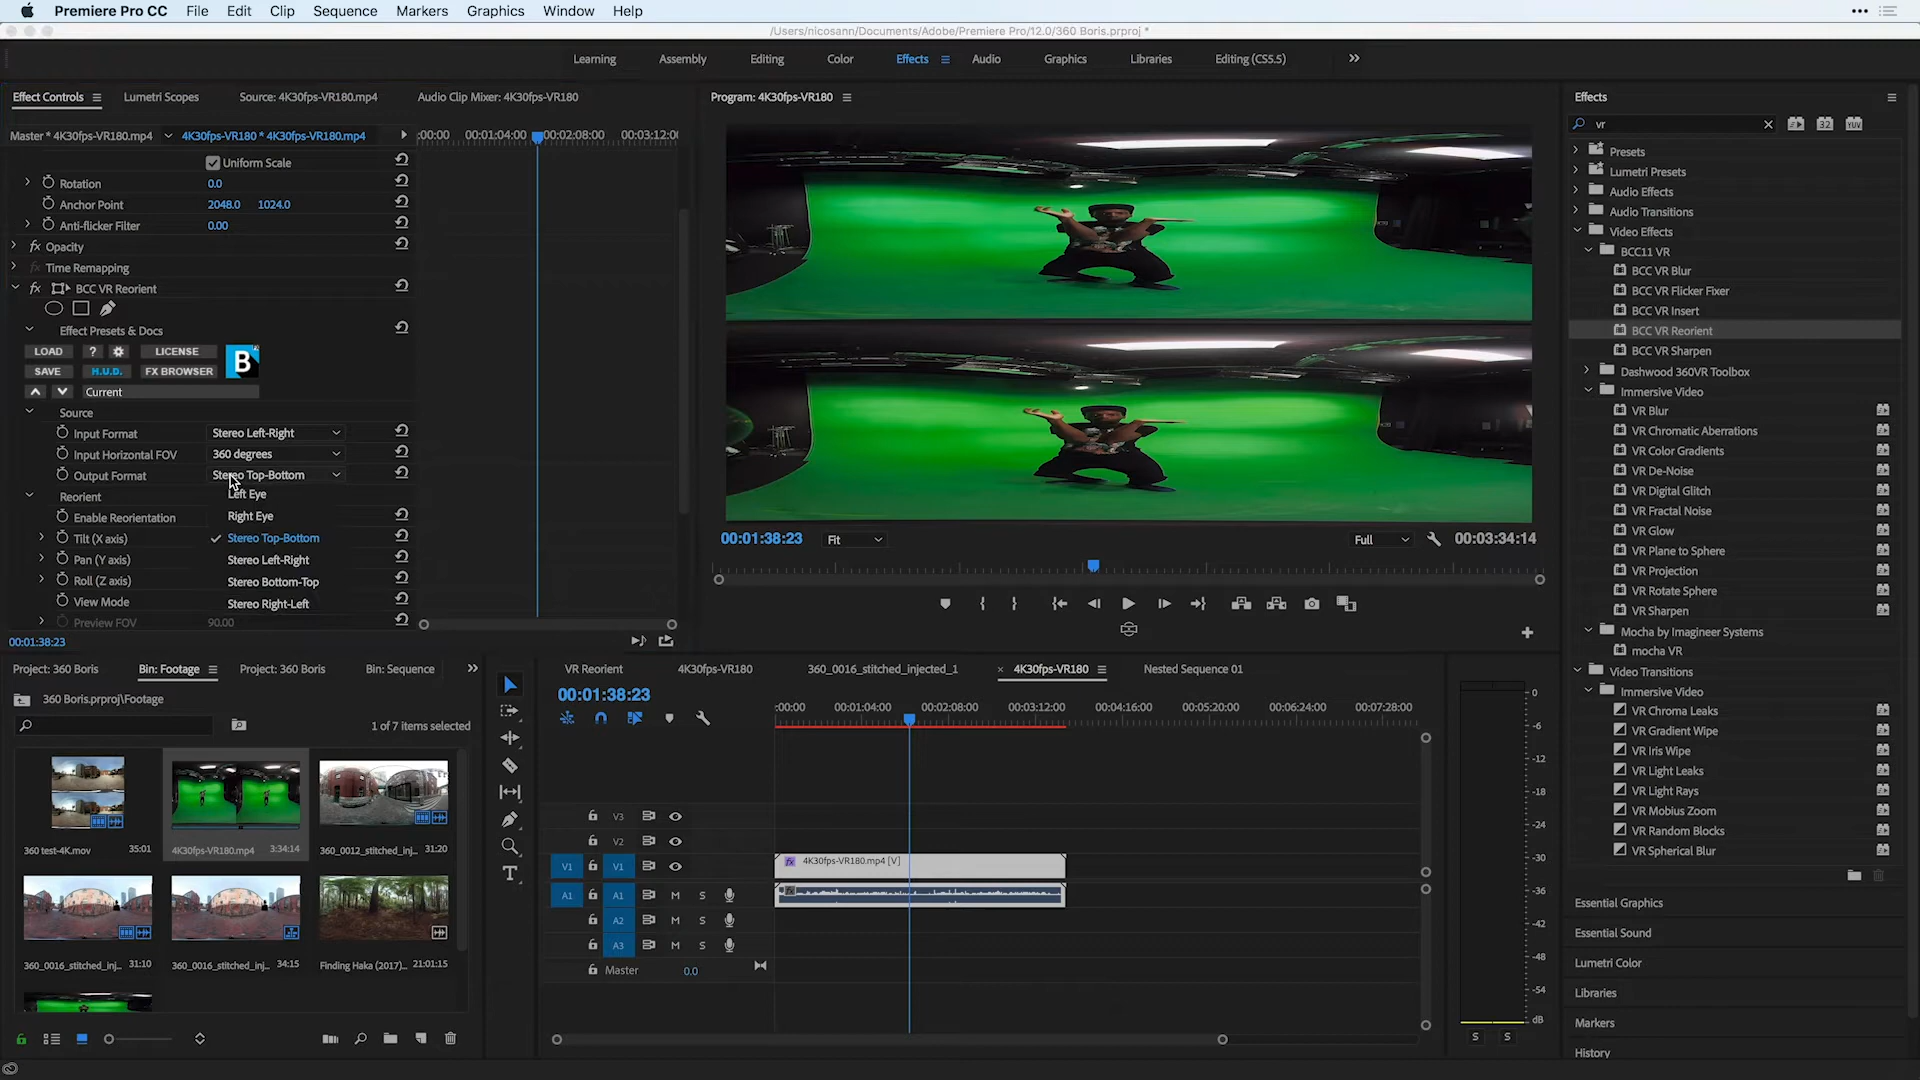 Premiere Pro CC File Edit Clip Sequence Markers Graphics Window Help
/Users/nicosann/Documents/Adobe/Premiere Pro/12.0/360 Boris.prproj *
Learning Assembly Editing Color Effects Audio Graphics Libraries Editing (CS5.5)
Effect Controls Lumetri Scopes Source: 4K30fps-VR180.mp4 Audio Clip Mixer: 4K30fps-VR180
Master * 4K30fps-VR180.mp4 4K30fps-VR180 * 4K30fps-VR180.mp4
:00:00 00:01:04:00 00:02:08:00 00:03:12:00
Uniform Scale
Rotation 0.0
Anchor Point 2048.0 1024.0
Anti-flicker Filter 0.00
Opacity
Time Remapping
BCC VR Reorient
Effect Presets & Docs
LOAD ? LICENSE B
SAVE H.U.D. FX BROWSER
Current
Source
Input Format Stereo Left-Right
Input Horizontal FOV 360 degrees
Output Format Stereo Top-Bottom
Reorient
Enable Reorientation
Tilt (X axis)
Pan (Y axis)
Roll (Z axis)
View Mode
Preview FOV 90.00
Left Eye
Right Eye
Stereo Top-Bottom
Stereo Left-Right
Stereo Bottom-Top
Stereo Right-Left
00:01:38:23
Program: 4K30fps-VR180
00:01:38:23 Fit Full 00:03:34:14
Effects
vr 32 YUV
Presets
Lumetri Presets
Audio Effects
Audio Transitions
Video Effects
BCC11 VR
BCC VR Blur
BCC VR Flicker Fixer
BCC VR Insert
BCC VR Reorient
BCC VR Sharpen
Dashwood 360VR Toolbox
Immersive Video
VR Blur
VR Chromatic Aberrations
VR Color Gradients
VR De-Noise
VR Digital Glitch
VR Fractal Noise
VR Glow
VR Plane to Sphere
VR Projection
VR Rotate Sphere
VR Sharpen
Mocha by Imagineer Systems
mocha VR
Video Transitions
Immersive Video
VR Chroma Leaks
VR Gradient Wipe
VR Iris Wipe
VR Light Leaks
VR Light Rays
VR Mobius Zoom
VR Random Blocks
VR Spherical Blur
Essential Graphics
Essential Sound
Lumetri Color
Libraries
Markers
History
Project: 360 Boris Bin: Footage Project: 360 Boris Bin: Sequence
360 Boris.prproj\Footage
1 of 7 items selected
360 test-4K.mov 35:01
4K30fps-VR180.mp4 3:34:14
360_0012_stitched_inj... 31:20
360_0016_stitched_inj... 31:10
360_0016_stitched_inj... 34:15
Finding Haka (2017)... 21:01:15
VR Reorient 4K30fps-VR180 360_0016_stitched_injected_1 × 4K30fps-VR180 Nested Sequence 01
00:01:38:23
:00:00 00:01:04:00 00:02:08:00 00:03:12:00 00:04:16:00 00:05:20:00 00:06:24:00 00:07:28:00
V3
V2
V1 V1 fx 4K30fps-VR180.mp4 [V]
A1 A1 M S
A2 M S
A3 M S
Master 0.0
0
-6
-12
-18
-24
-30
-36
-42
-48
-54
dB
S S